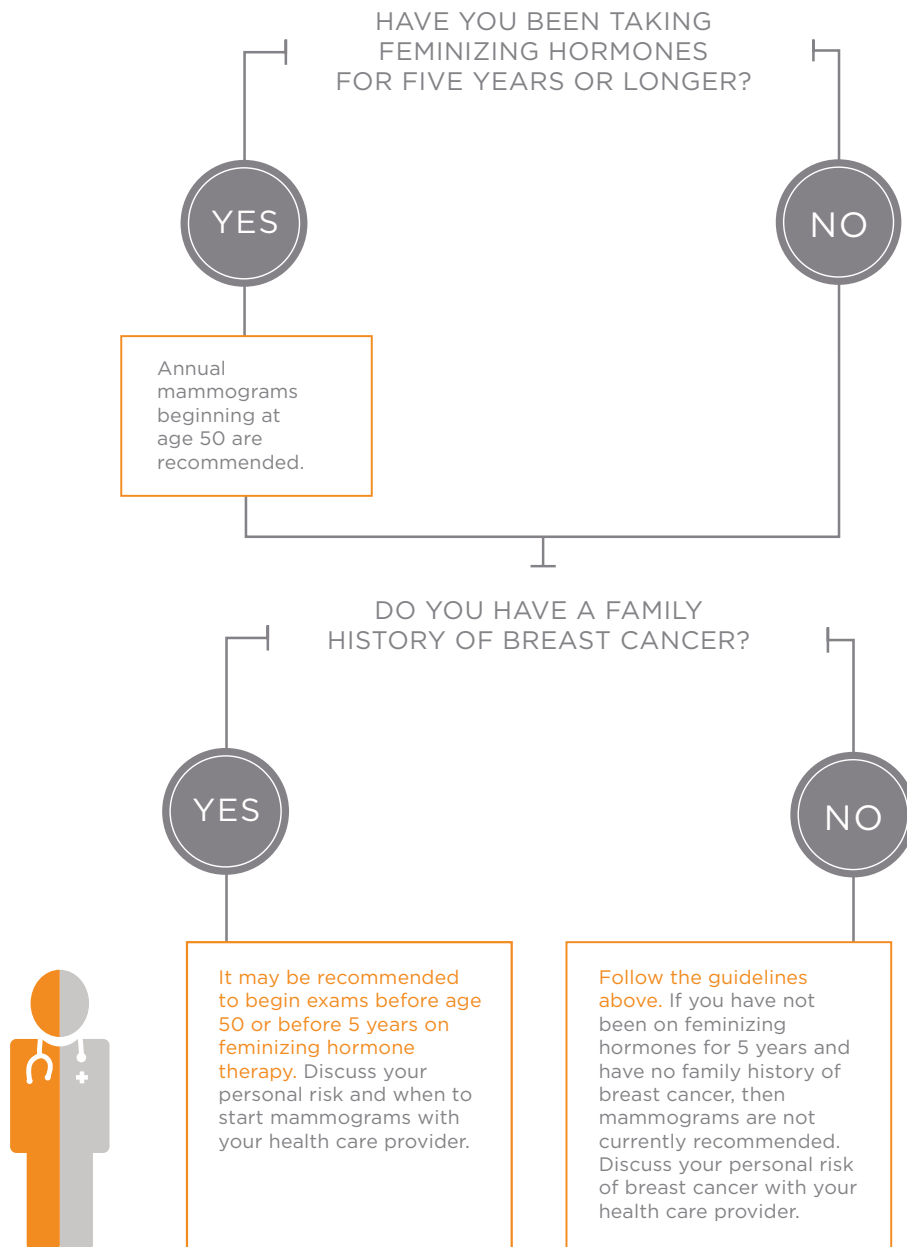 HAVE YOU BEEN TAKING
FEMINIZING HORMONES
FOR FIVE YEARS OR LONGER?
YES
NO
Annual
mammograms
beginning at
age 50 are
recommended.
DO YOU HAVE A FAMILY
HISTORY OF BREAST CANCER?
YES
NO
It may be recommended
to begin exams before age
50 or before 5 years on
feminizing hormone
therapy. Discuss your
personal risk and when to
start mammograms with
your health care provider.
Follow the guidelines
above. If you have not
been on feminizing
hormones for 5 years and
have no family history of
breast cancer, then
mammograms are not
currently recommended.
Discuss your personal risk
of breast cancer with your
health care provider.